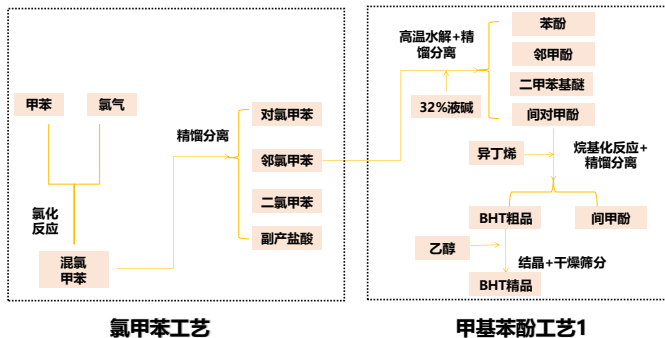 甲苯
氯气
氯化
反应
混氯
甲苯
精馏分离
对氯甲苯
邻氯甲苯
二氯甲苯
副产盐酸
氯甲苯工艺
高温水解+精
馏分离
32%液碱
苯酚
邻甲酚
二甲苯基醚
间对甲酚
异丁烯
烷基化反应+
精馏分离
BHT粗品
间甲酚
乙醇
结晶+干燥筛分
BHT精品
甲基苯酚工艺1